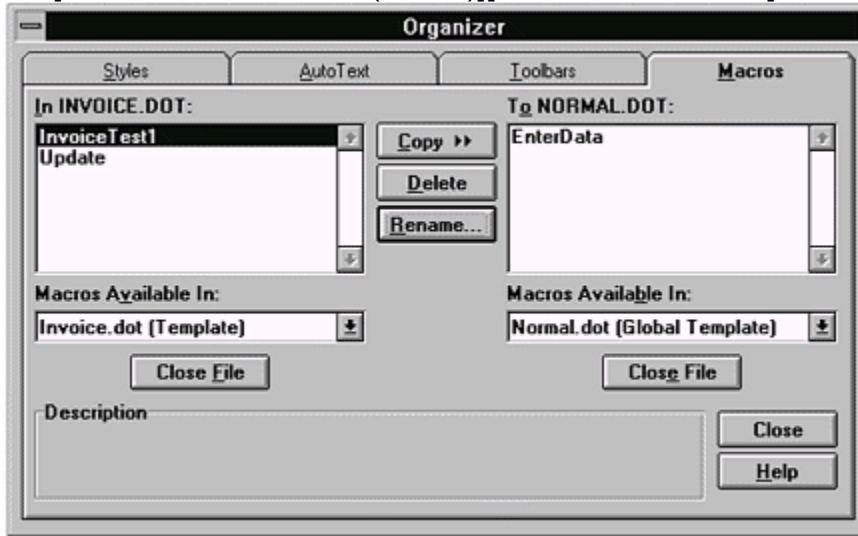 Organizer
Styles AutoText Toolbars Macros
In INVOICE.DOT: To NORMAL.DOT:
InvoiceTest1 Copy EnterData
Update
Delete
Rename...
Macros Available In: Macros Available In:
Invoice.dot (Template) Normal.dot (Global Template)
Close File Close File
Description
Close
Help